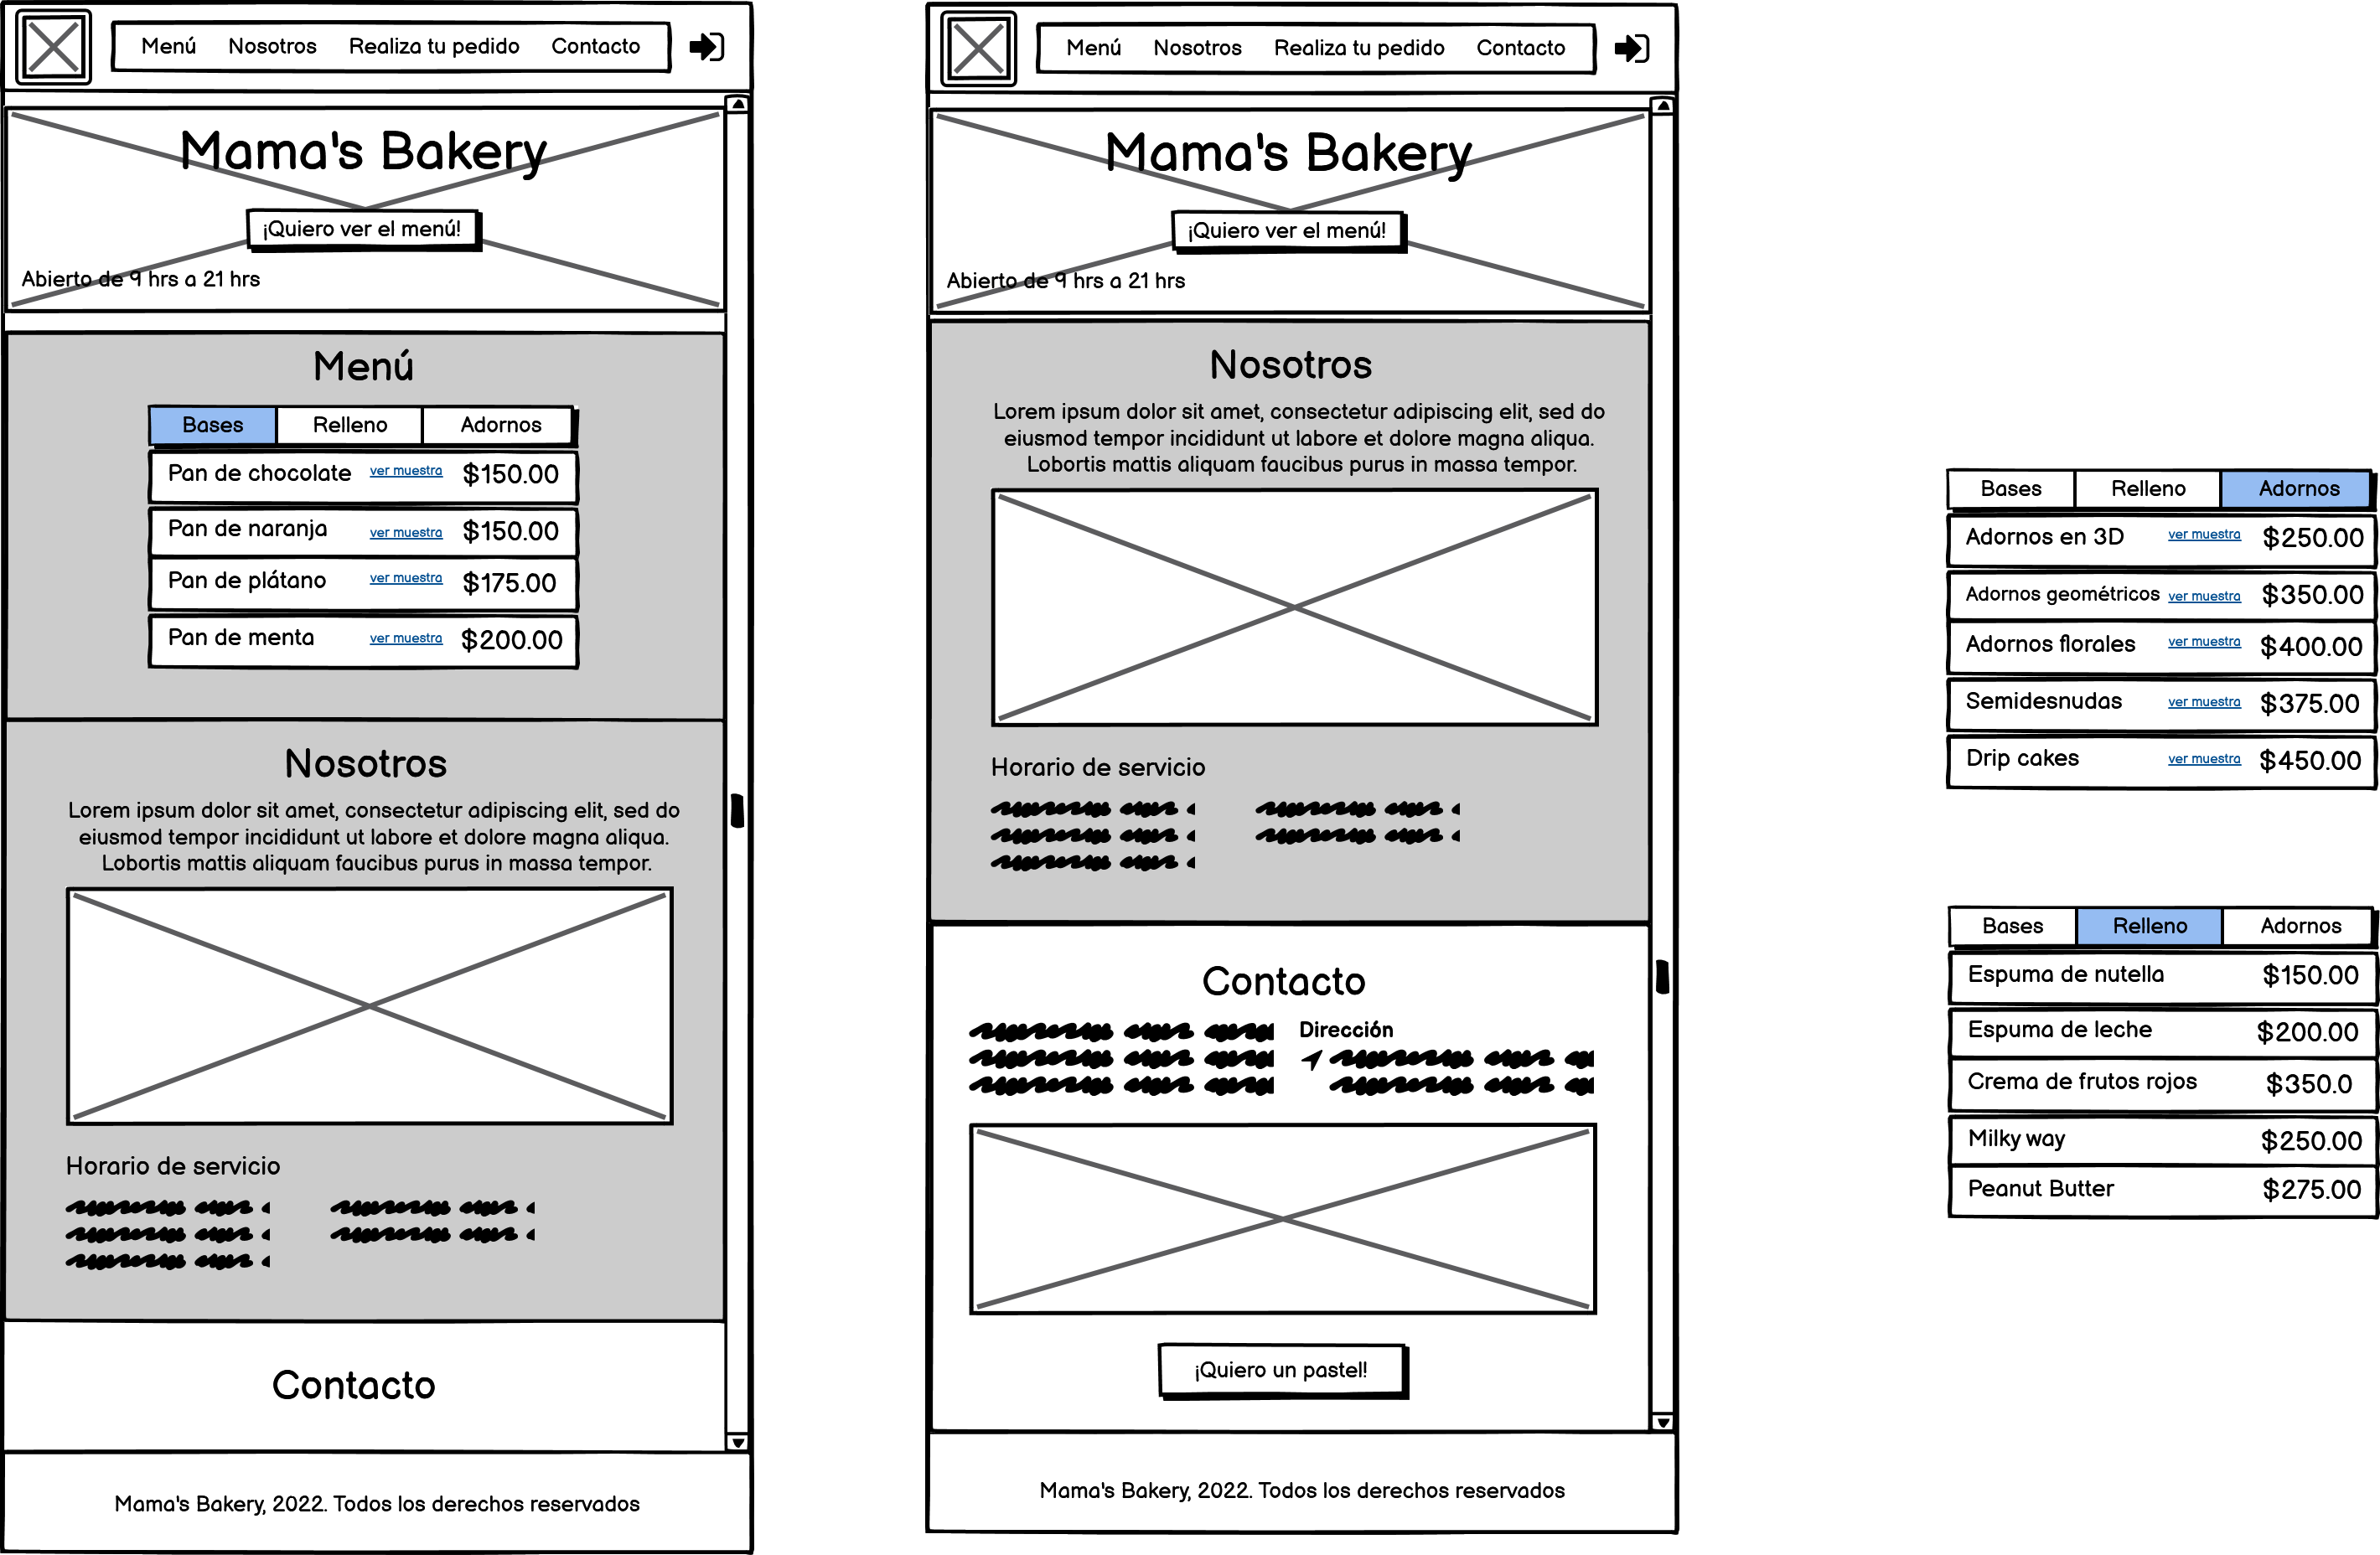 Menú Nosotros Realiza tu pedido Contacto
Mama's Bakery
¡Quiero ver el menú!
Abierto de 9 hrs a 21 hrs
Menú
Bases Relleno Adornos
Pan de chocolate ver muestra $150.00
Pan de naranja ver muestra $150.00
Pan de plátano ver muestra $175.00
Pan de menta ver muestra $200.00
Nosotros
Lorem ipsum dolor sit amet, consectetur adipiscing elit, sed do
eiusmod tempor incididunt ut labore et dolore magna aliqua.
Lobortis mattis aliquam faucibus purus in massa tempor.
Horario de servicio
Contacto
Mama's Bakery, 2022. Todos los derechos reservados
Menú Nosotros Realiza tu pedido Contacto
Mama's Bakery
¡Quiero ver el menú!
Abierto de 9 hrs a 21 hrs
Nosotros
Lorem ipsum dolor sit amet, consectetur adipiscing elit, sed do
eiusmod tempor incididunt ut labore et dolore magna aliqua.
Lobortis mattis aliquam faucibus purus in massa tempor.
Horario de servicio
Contacto
Dirección
¡Quiero un pastel!
Mama's Bakery, 2022. Todos los derechos reservados
Bases Relleno Adornos
Adornos en 3D ver muestra $250.00
Adornos geométricos ver muestra $350.00
Adornos florales ver muestra $400.00
Semidesnudas ver muestra $375.00
Drip cakes ver muestra $450.00
Bases Relleno Adornos
Espuma de nutella $150.00
Espuma de leche $200.00
Crema de frutos rojos $350.0
Milky way $250.00
Peanut Butter $275.00